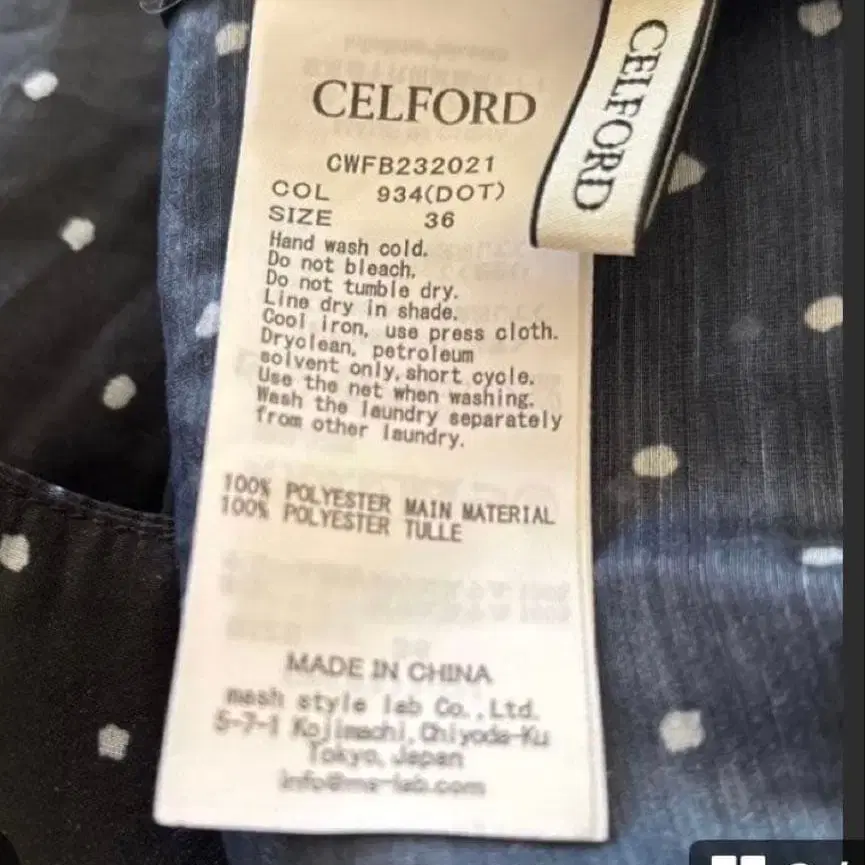 CELFORD
CELFORD
CWFB232021
COL 934(DOT)
SIZE 36
Hand wash cold.
Do not bleach.
Do not tumble dry.
Line dry in shade.
Cool iron, use press cloth.
Dryclean, petroleum
solvent only, short cycle.
Use the net when washing.
Wash the laundry separately
from other laundry.
100% POLYESTER MAIN MATERIAL
100% POLYESTER TULLE
MADE IN CHINA
mash style lab Co.,Ltd.
5-7-1 Kojimachi, Chiyoda-Ku
Tokyo, Japan
info@ms-lab.com